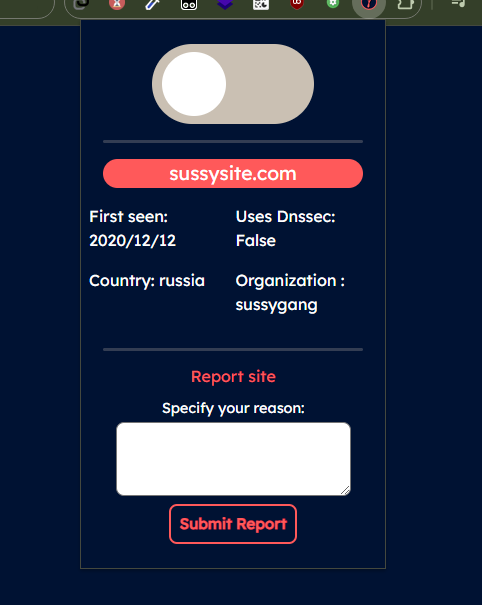 sussysite.com
First seen:
2020/12/12
Uses Dnssec:
False
Country: russia
Organization :
sussygang
Report site
Specify your reason:
Submit Report